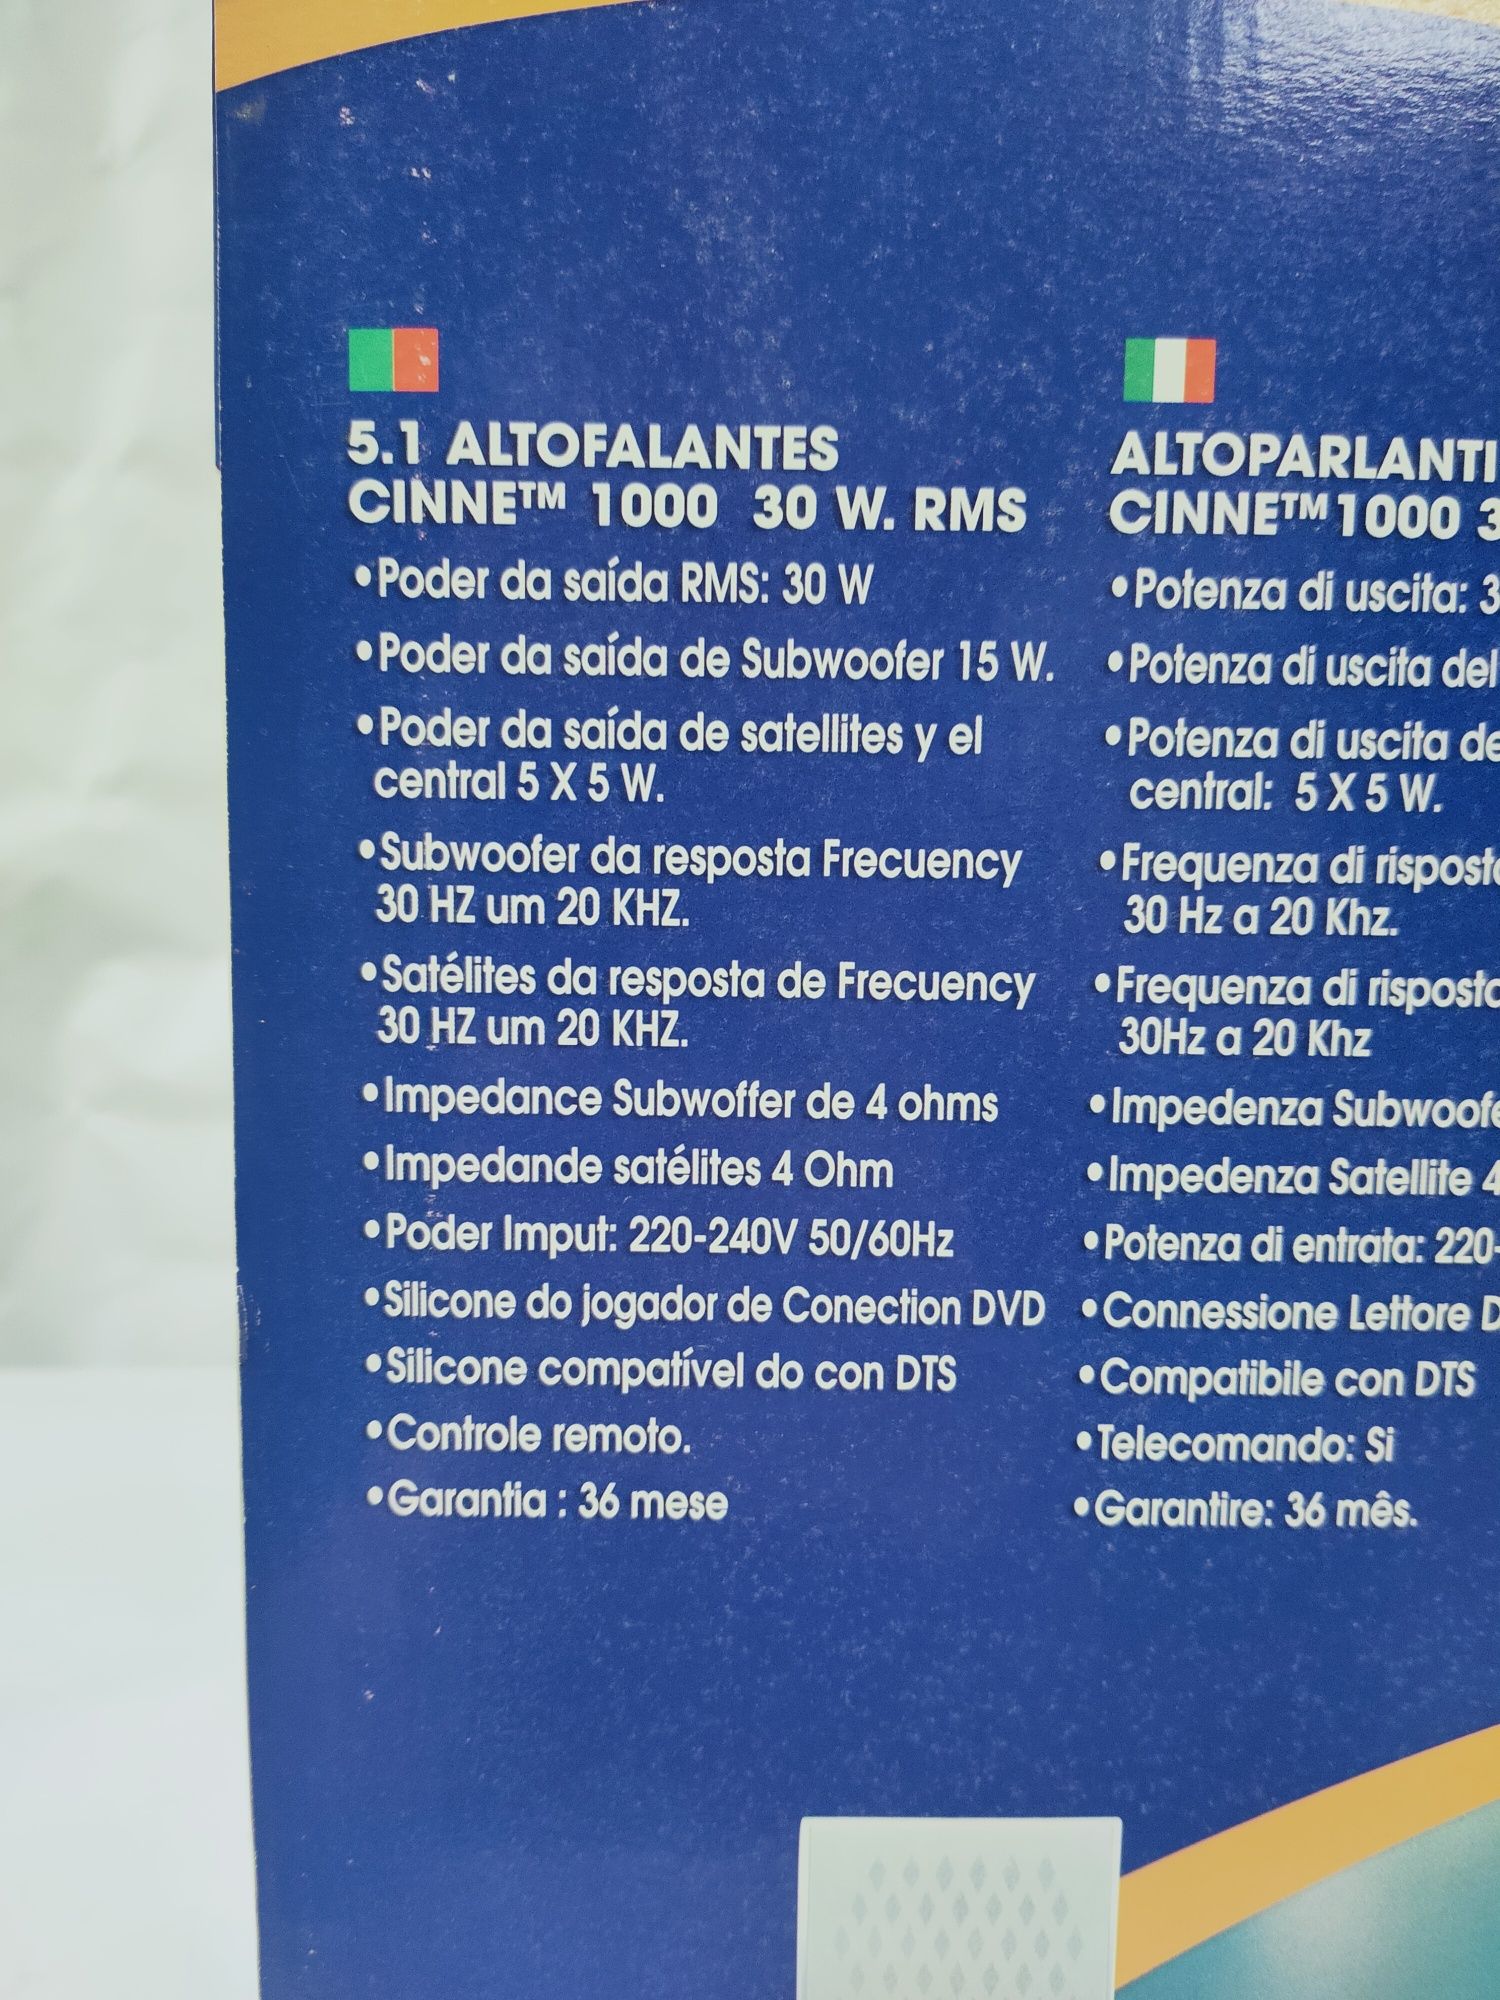 5.1 ALTOFALANTES
CINNE™ 1000 30 W. RMS
•Poder da saída RMS: 30 W
•Poder da saída de Subwoofer 15 W.
•Poder da saída de satellites y el
central 5 X 5 W.
•Subwoofer da resposta Frecuency
30 HZ um 20 KHZ.
•Satélites da resposta de Frecuency
30 HZ um 20 KHZ.
•Impedance Subwoffer de 4 ohms
•Impedande satélites 4 Ohm
•Poder Imput: 220-240V 50/60Hz
•Silicone do jogador de Conection DVD
•Silicone compatível do con DTS
•Controle remoto.
•Garantia : 36 mese
ALTOPARLANTI
CINNE™1000
•Potenza di uscita:
•Potenza di uscita del
•Potenza di uscita
central: 5 X 5 W.
•Frequenza di
30 Hz a 20 Khz.
•Frequenza di
30Hz a 20 Khz
•Impedenza
•Impedenza Satellite 4
•Potenza di entrata: 220-
•Connessione Lettore
•Compatibile con DTS
•Telecomando: Si
•Garantire: 36 mês.